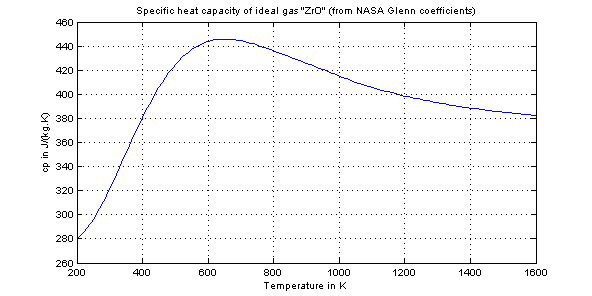 Specific heat capacity of ideal gas "ZrO" (from NASA Glenn coefficients)
cp in J/(kg.K)
460
440
420
400
380
360
340
320
300
280
260
200 400 600 800 1000 1200 1400 1600
Temperature in K